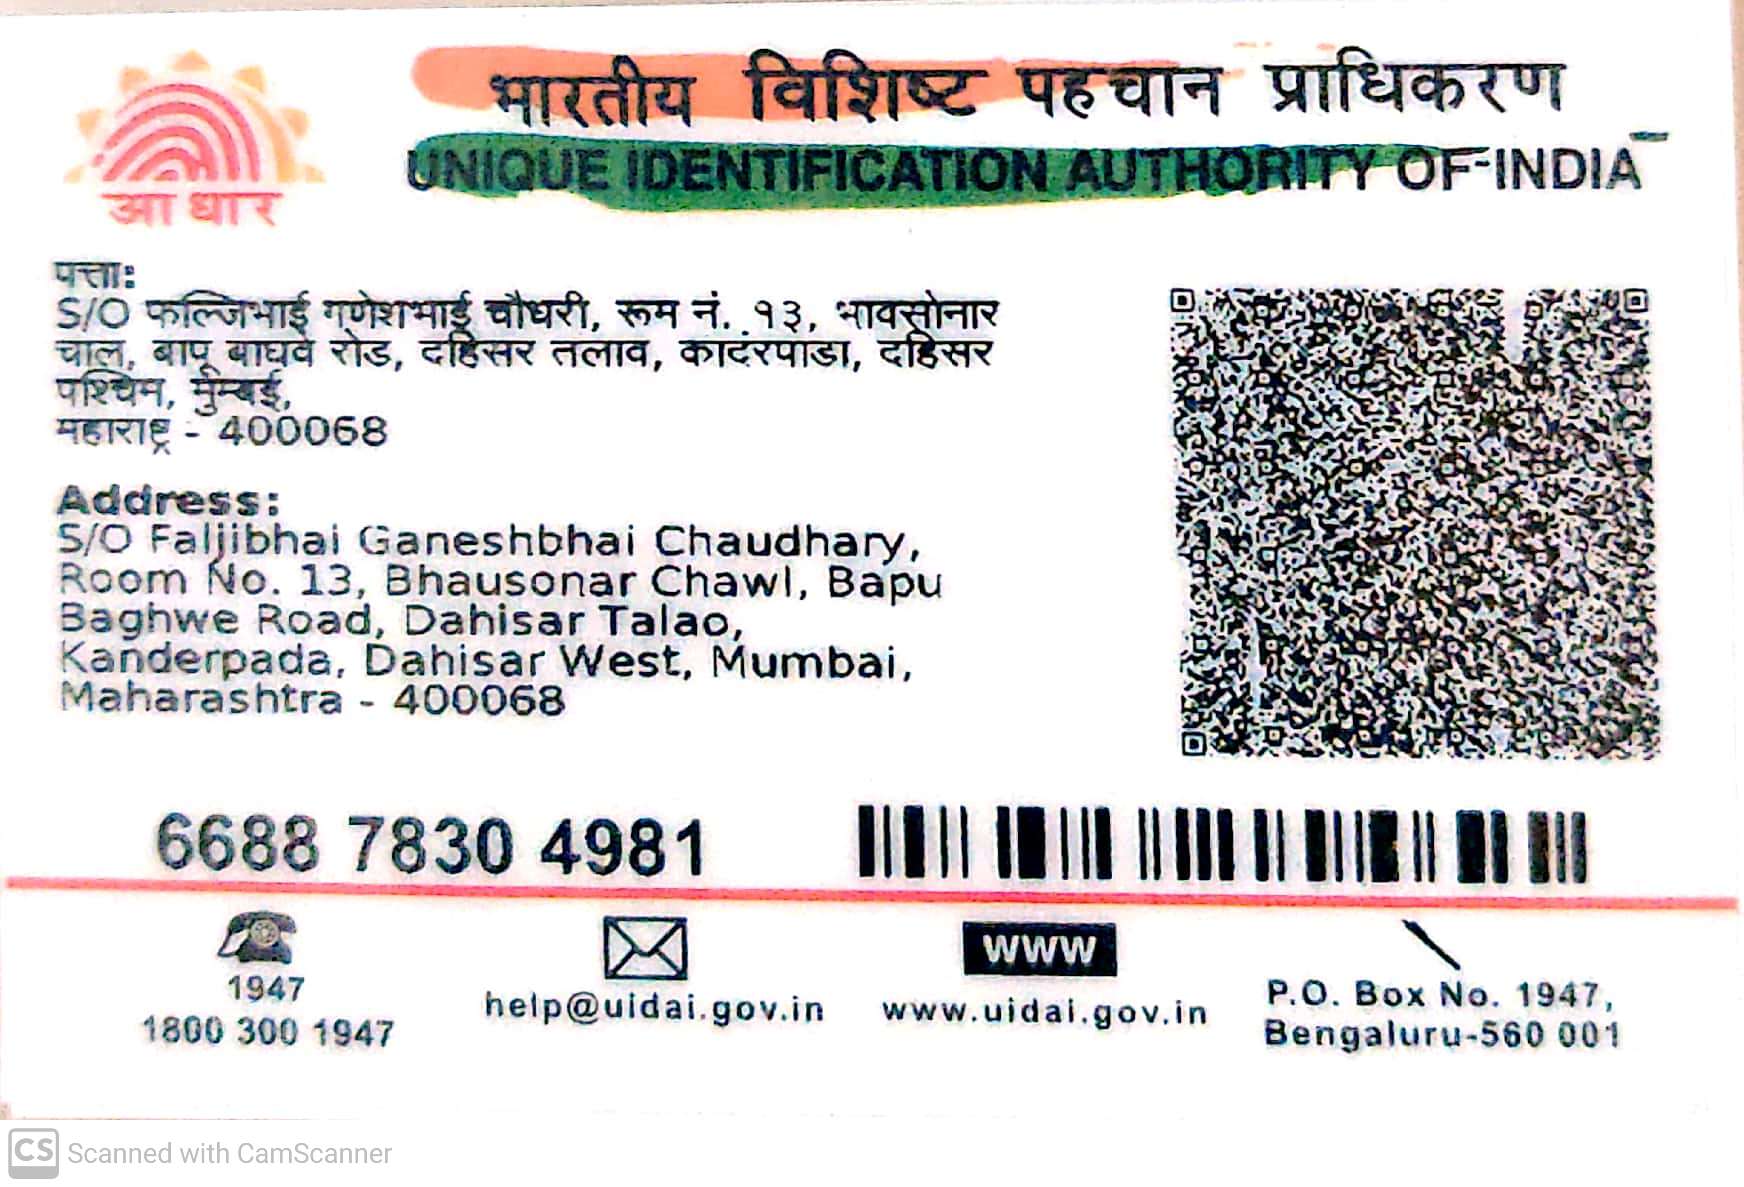 भारतीय विशिष्ट पहचान प्राधिकरण
UNIQUE IDENTIFICATION AUTHORITY OF-INDIA
आधार
पत्ता:
S/O फल्जिभाई गणेशभाई चौधरी, रूम नं. १३, भावसोनार
चाल, बापू बाघवे रोड, दहिसर तलाव, कादरपाडा, दहिसर
पश्चिम, मुंम्बई,
महाराष्ट्र - 400068
Address:
S/O Faljibhai Ganeshbhai Chaudhary,
Room No. 13, Bhausonar Chawl, Bapu
Baghwe Road, Dahisar Talao,
Kanderpada, Dahisar West, Mumbai,
Maharashtra - 400068
6688 7830 4981
1947
1800 300 1947
help@uidai.gov.in
www
www.uidai.gov.in
P.O. Box No. 1947,
Bengaluru-560 001
CS Scanned with CamScanner